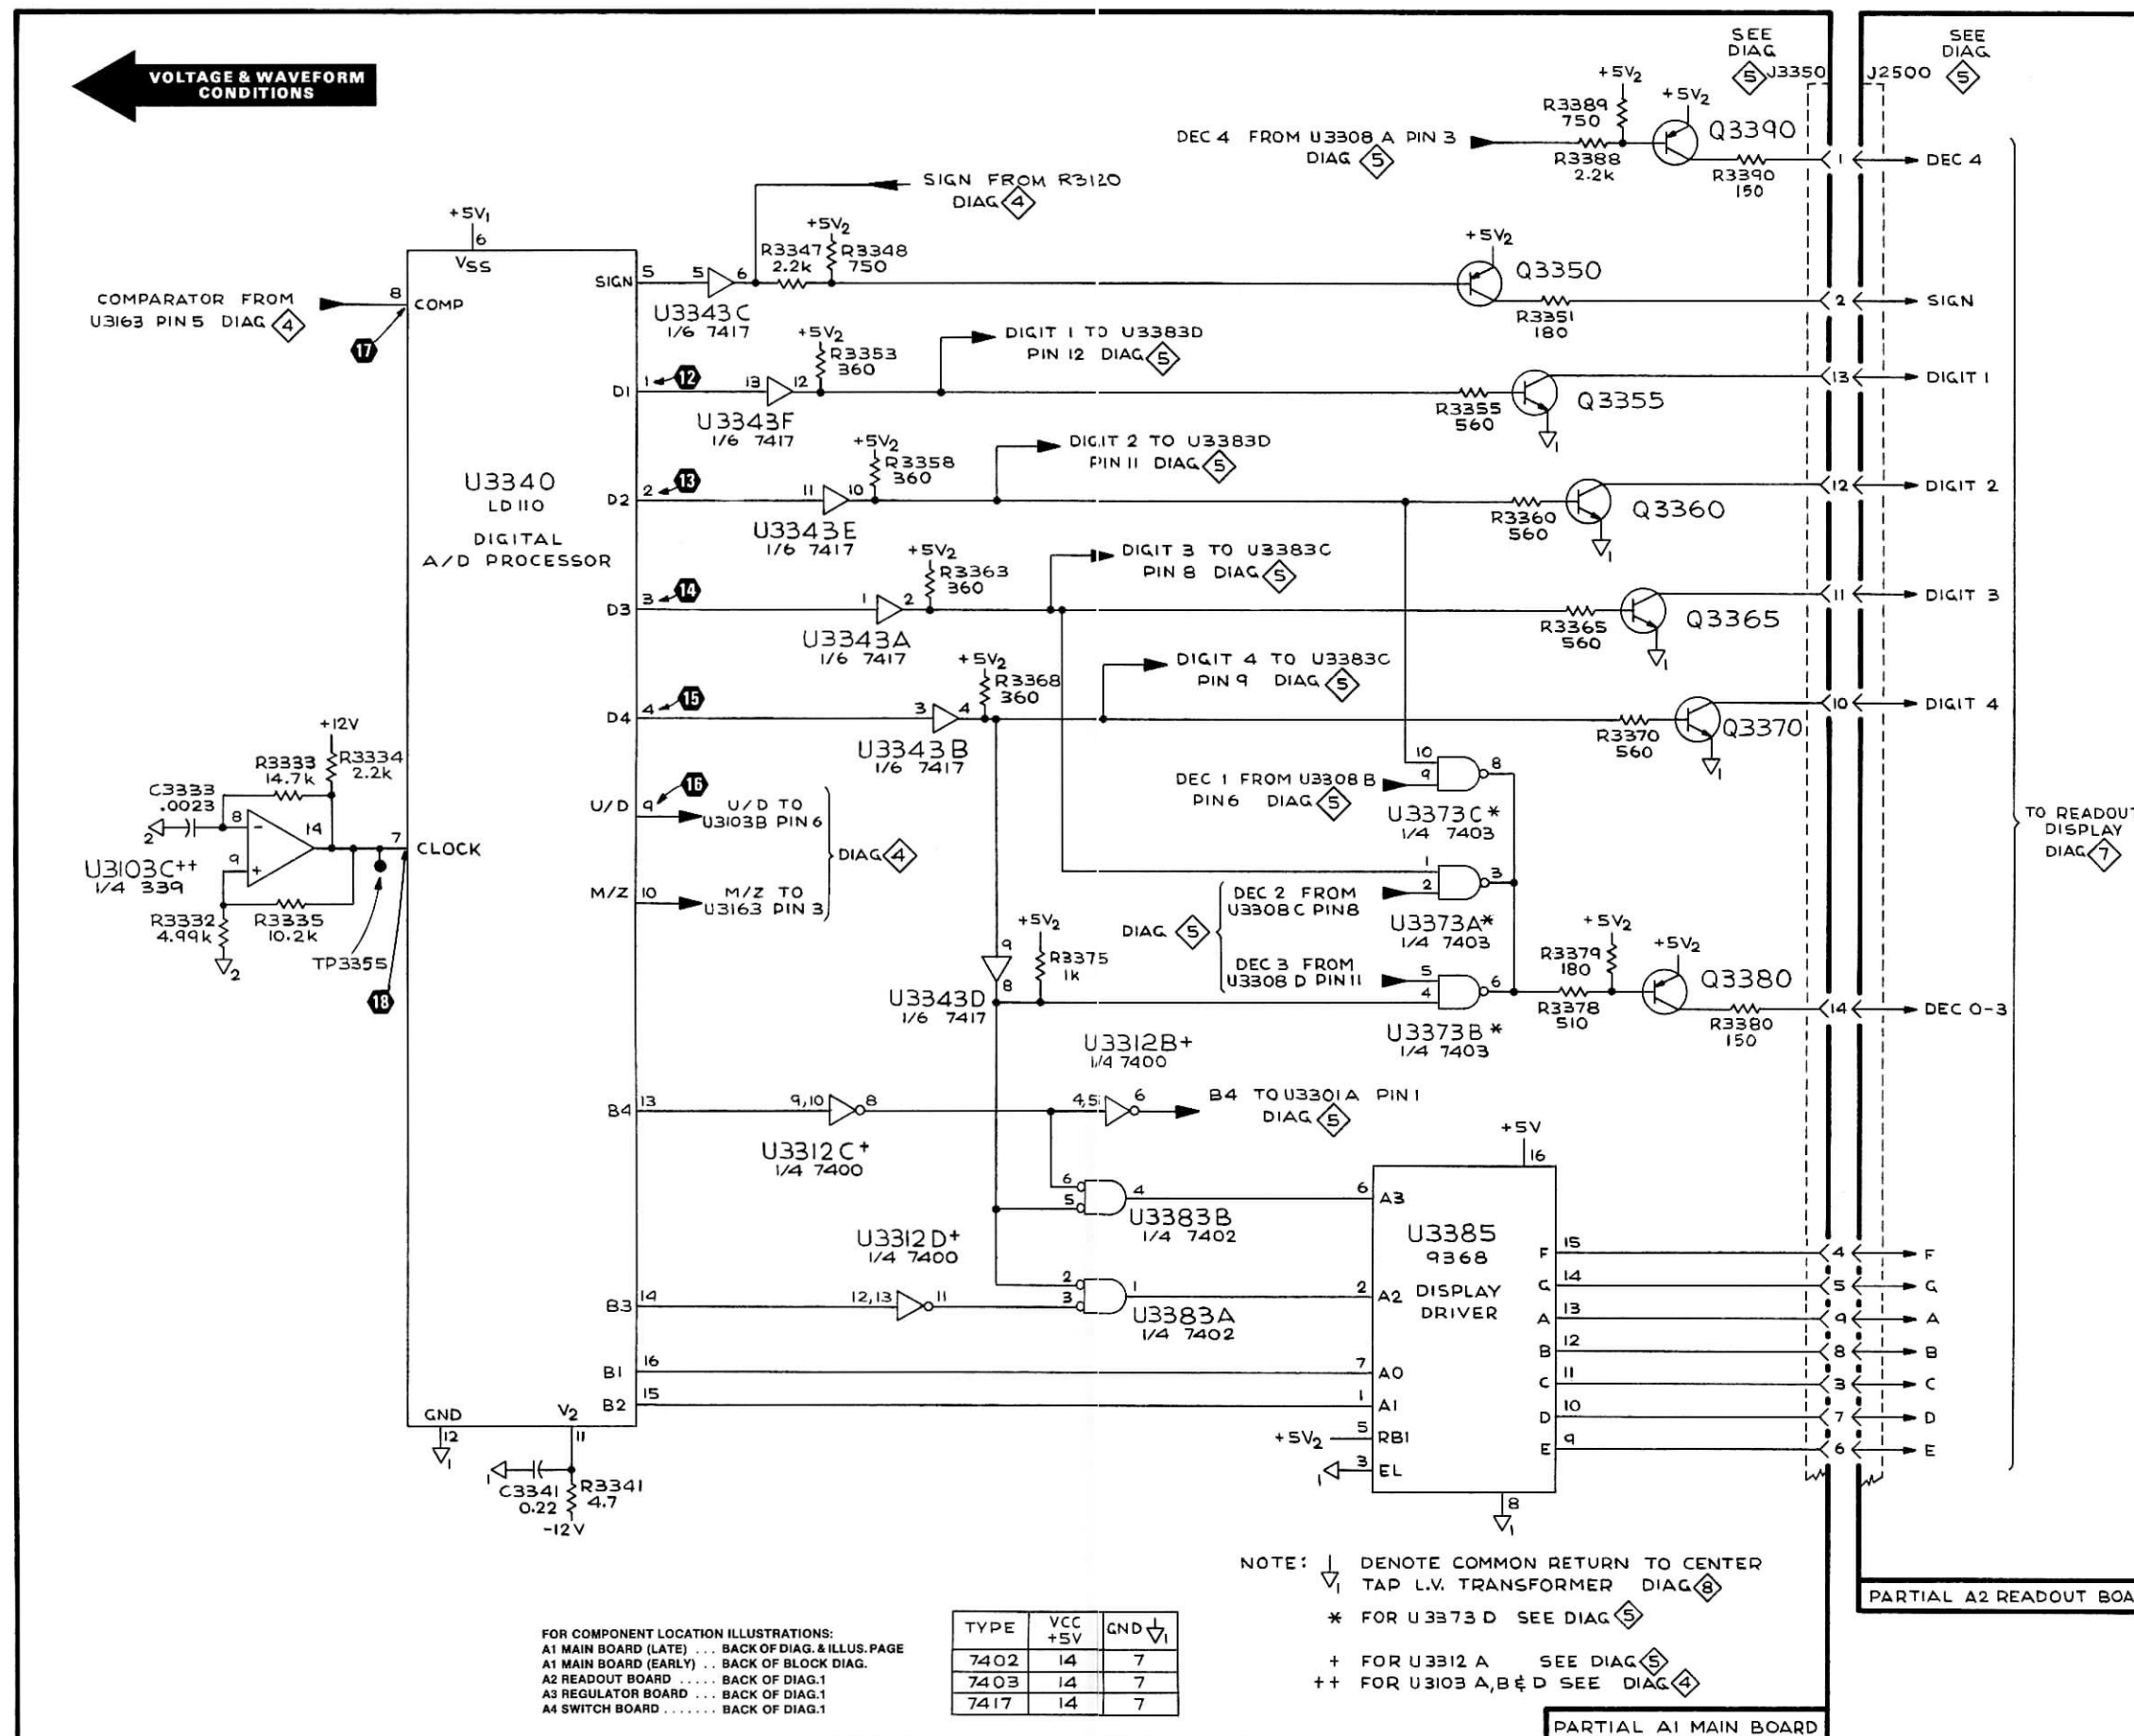 VOLTAGE & WAVEFORM
CONDITIONS
SEE
DIAG
5
J3350
SEE
DIAG
5
J2500
+5V2
R3389
750
+5V2
Q3390
DEC 4 FROM U3308 A PIN 3
DIAG 5
R3388
2.2k
R3390
150
1
DEC 4
SIGN FROM R3120
DIAG 4
+5V1
6
VSS
+5V2
R3347
2.2k
R3348
750
+5V2
Q3350
SIGN
5
5
6
U3343C
1/6 7417
R3351
180
2
SIGN
COMPARATOR FROM
U3163 PIN 5 DIAG 4
8
COMP
17
+5V2
R3353
360
DIGIT 1 TO U3383D
PIN 12 DIAG 5
D1
1
12
13
12
U3343F
1/6 7417
R3355
560
Q3355
13
DIGIT 1
+5V2
R3358
360
DIGIT 2 TO U3383D
PIN 11 DIAG 5
U3340
LD110
DIGITAL
A/D PROCESSOR
D2
2
13
11
10
U3343E
1/6 7417
R3360
560
Q3360
12
DIGIT 2
+5V2
R3363
360
DIGIT 3 TO U3383C
PIN 8 DIAG 5
D3
3
14
1
2
U3343A
1/6 7417
R3365
560
Q3365
11
DIGIT 3
+5V2
R3368
360
DIGIT 4 TO U3383C
PIN 9 DIAG 5
D4
4
15
3
4
U3343B
1/6 7417
R3370
560
Q3370
10
DIGIT 4
+12V
R3333
14.7k
R3334
2.2k
C3333
.0023
2
8
-
14
9
+
U3103C++
1/4 339
R3332
4.99k
2
R3335
10.2k
TP3355
7
CLOCK
18
U/D
9
16
U/D TO
U3103B PIN 6
DIAG 4
M/Z
10
M/Z TO
U3163 PIN 3
DEC 1 FROM U3308 B
PIN 6 DIAG 5
10
9
8
U3373C*
1/4 7403
DIAG 5
DEC 2 FROM
U3308C PIN 8
1
2
3
U3373A*
1/4 7403
DEC 3 FROM
U3308 D PIN 11
5
4
6
U3373B*
1/4 7403
TO READOUT
DISPLAY
DIAG 7
9
8
U3343D
1/6 7417
+5V2
R3375
1k
+5V2
R3379
180
R3378
510
+5V2
Q3380
R3380
150
14
DEC 0-3
B4
13
9,10
8
U3312C+
1/4 7400
U3312B+
1/4 7400
4,5
6
B4 TO U3301A PIN 1
DIAG 5
6
5
4
U3383B
1/4 7402
U3312D+
1/4 7400
B3
14
12,13
11
2
3
1
U3383A
1/4 7402
B1
16
B2
15
GND
12
1
V2
11
1
C3341
0.22
R3341
4.7
-12V
+5V
16
6
A3
U3385
9368
DISPLAY
DRIVER
2
A2
7
A0
1
A1
+5V2
5
RBI
1
3
EL
8
1
F
15
4
F
G
14
5
G
A
13
9
A
B
12
8
B
C
11
3
C
D
10
7
D
E
9
6
E
NOTE: 1 DENOTE COMMON RETURN TO CENTER
TAP L.V. TRANSFORMER DIAG 8
* FOR U3373 D SEE DIAG 5
+ FOR U3312 A SEE DIAG 5
++ FOR U3103 A,B & D SEE DIAG 4
FOR COMPONENT LOCATION ILLUSTRATIONS:
A1 MAIN BOARD (LATE) ... BACK OF DIAG. & ILLUS. PAGE
A1 MAIN BOARD (EARLY) .. BACK OF BLOCK DIAG.
A2 READOUT BOARD ..... BACK OF DIAG.1
A3 REGULATOR BOARD ... BACK OF DIAG.1
A4 SWITCH BOARD ....... BACK OF DIAG.1
TYPE VCC +5V GND 1
7402 14 7
7403 14 7
7417 14 7
PARTIAL A2 READOUT BOA
PARTIAL A1 MAIN BOARD